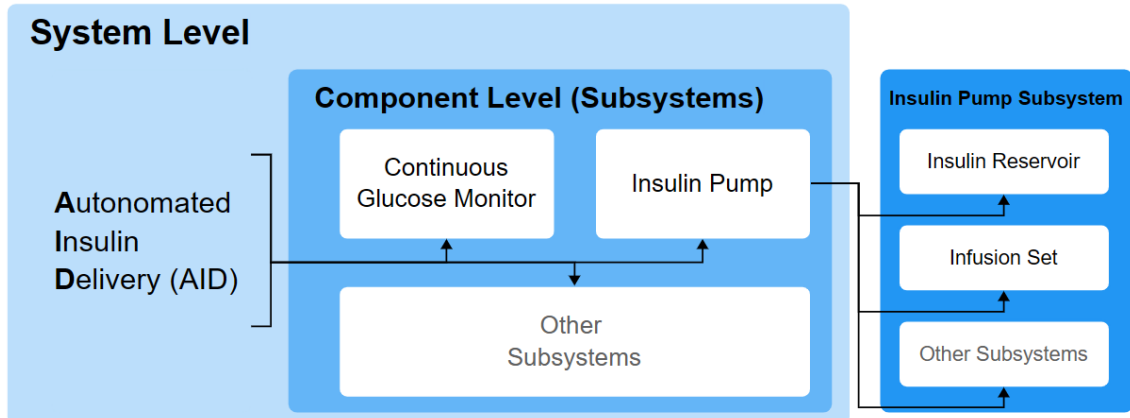 System Level
Component Level (Subsystems)
Insulin Pump Subsystem
Continuous
Glucose Monitor
Insulin Pump
Insulin Reservoir
Autonomated
Insulin
Delivery (AID)
Infusion Set
Other
Subsystems
Other Subsystems